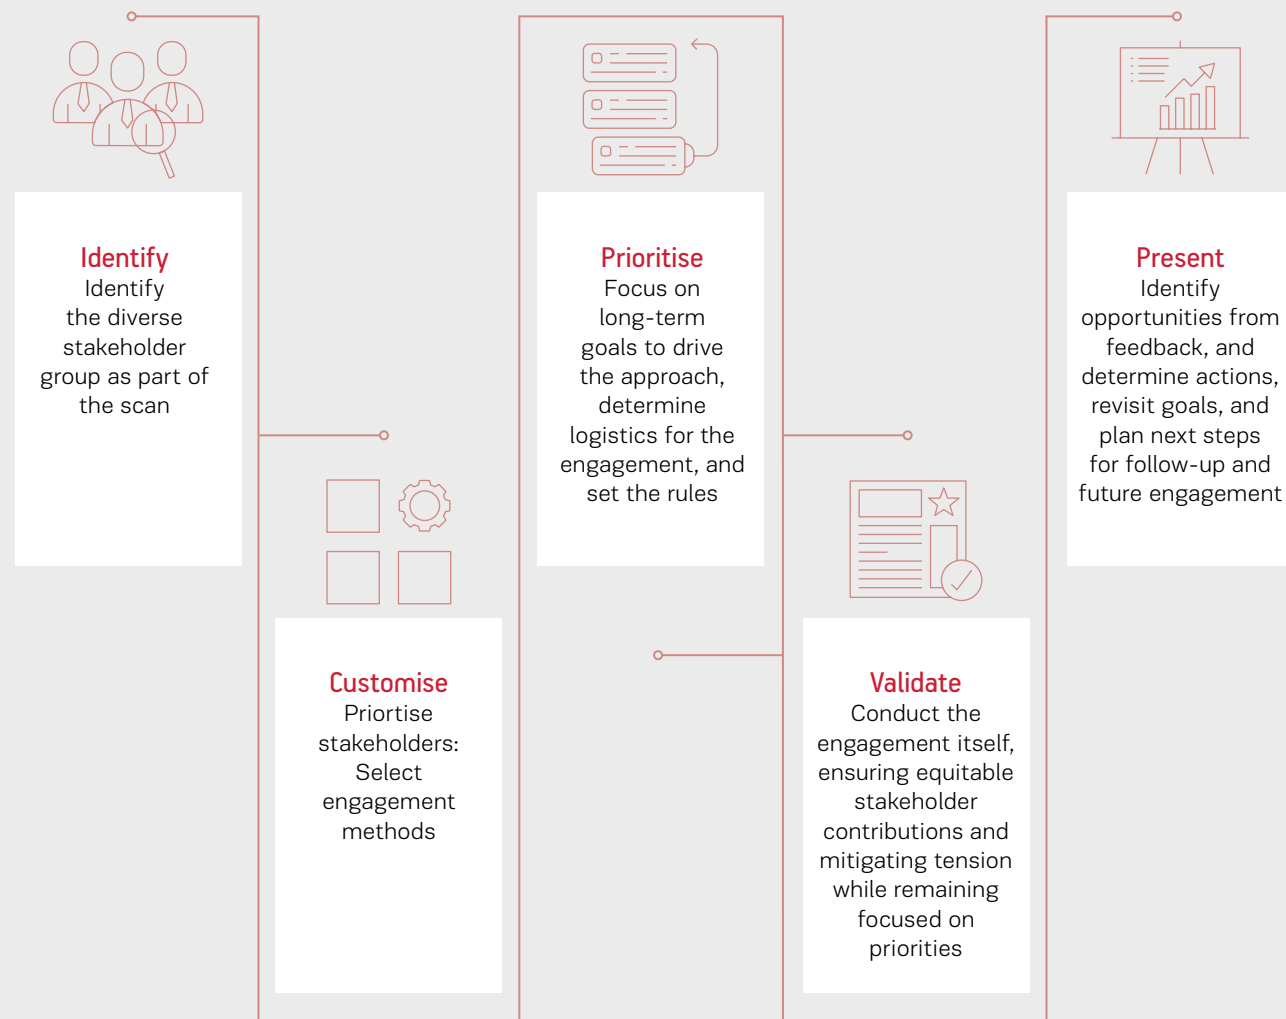 Identify
Identify
the diverse
stakeholder
group as part of
the scan
Customise
Priortise
stakeholders:
Select
engagement
methods
Prioritise
Focus on
long-term
goals to drive
the approach,
determine
logistics for the
engagement, and
set the rules
Validate
Conduct the
engagement itself,
ensuring equitable
stakeholder
contributions and
mitigating tension
while remaining
focused on
priorities
Present
Identify
opportunities from
feedback, and
determine actions,
revisit goals, and
plan next steps
for follow-up and
future engagement